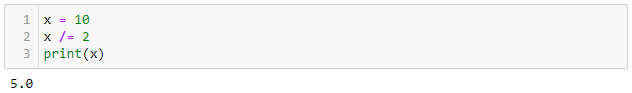 1 x = 10
2 x /= 2
3 print(x)
5.0